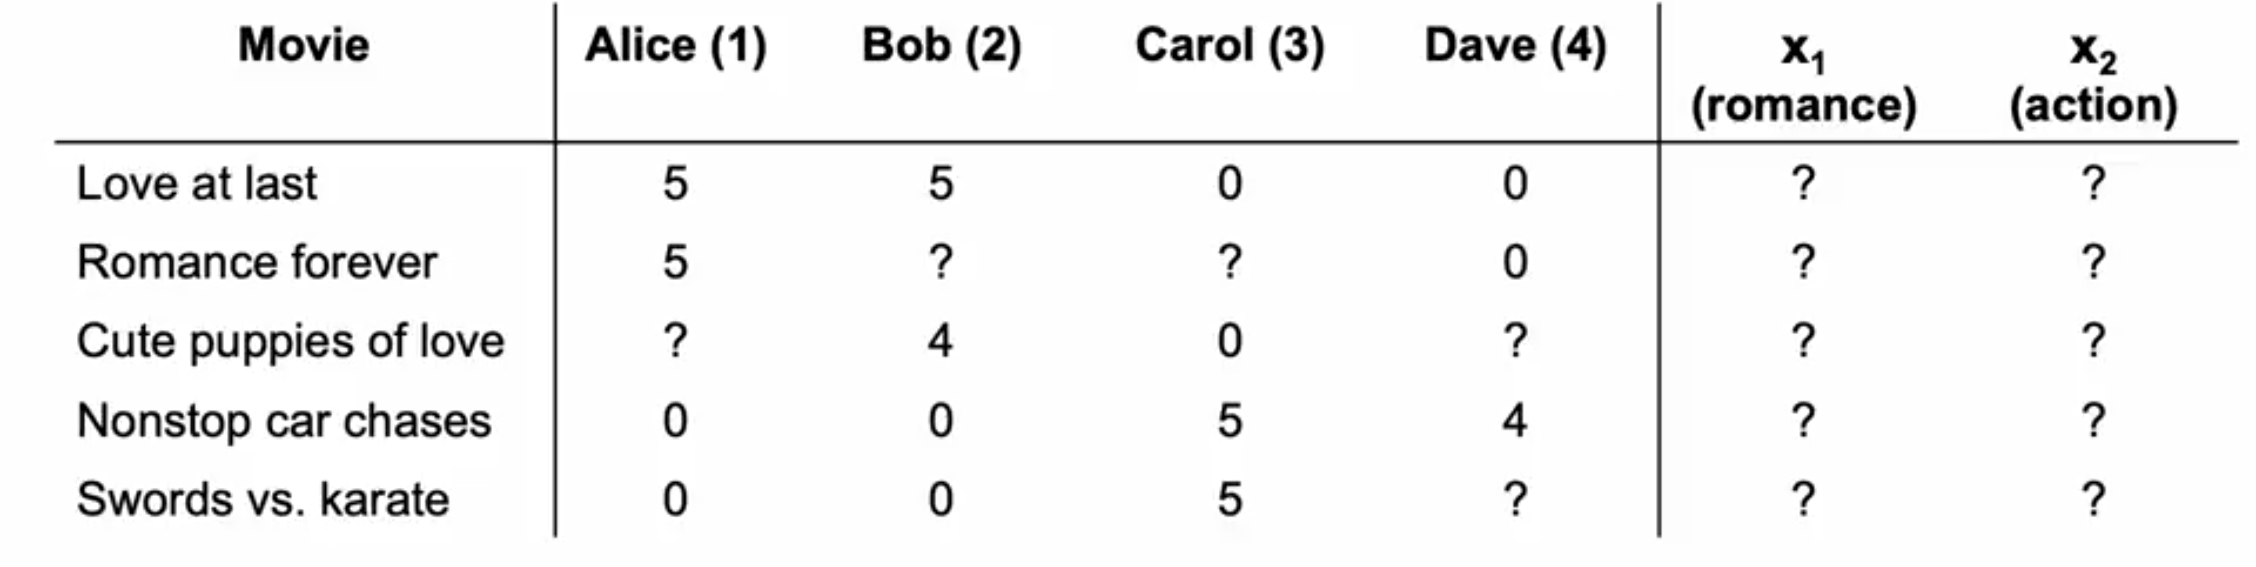 Movie Alice (1) Bob (2) Carol (3) Dave (4) x₁ (romance) x₂ (action)
Love at last 5 5 0 0 ? ?
Romance forever 5 ? ? 0 ? ?
Cute puppies of love ? 4 0 ? ? ?
Nonstop car chases 0 0 5 4 ? ?
Swords vs. karate 0 0 5 ? ? ?